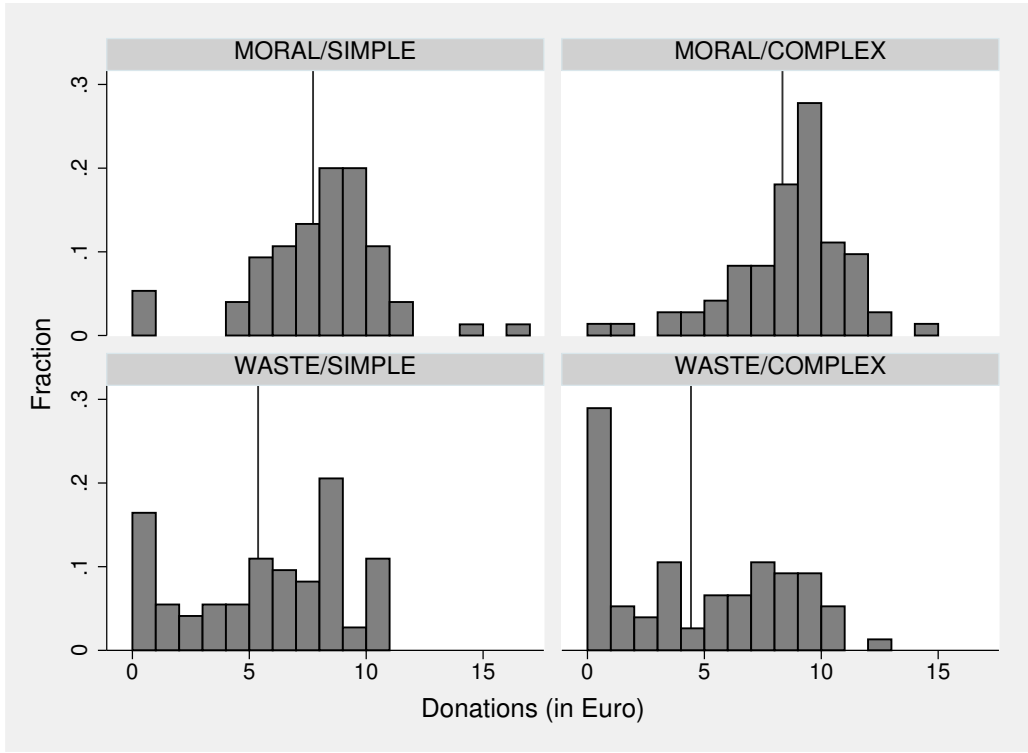 MORAL/SIMPLE
MORAL/COMPLEX
.3
.2
.1
0
WASTE/SIMPLE
WASTE/COMPLEX
.3
.2
.1
0
Fraction
0 5 10 15
0 5 10 15
Donations (in Euro)